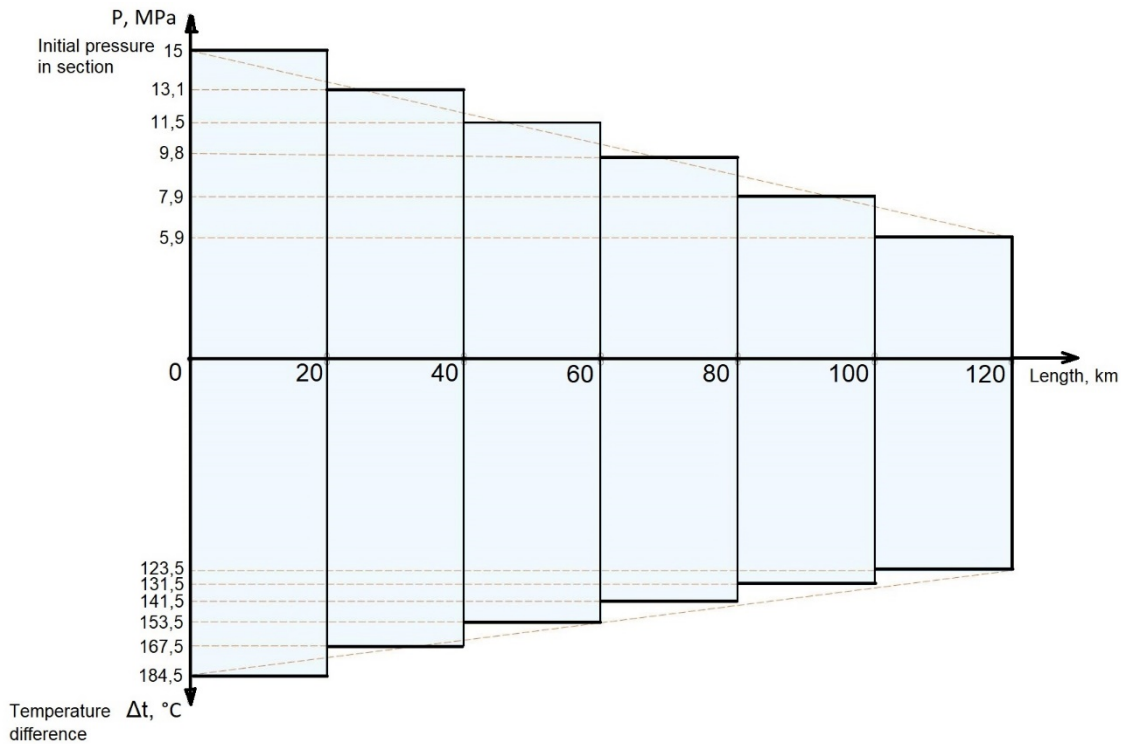 P, MPa
Initial pressure
in section
15
13,1
11,5
9,8
7,9
5,9
0
20
40
60
80
100
120
Length, km
123,5
131,5
141,5
153,5
167,5
184,5
Temperature
difference
Δt, °C